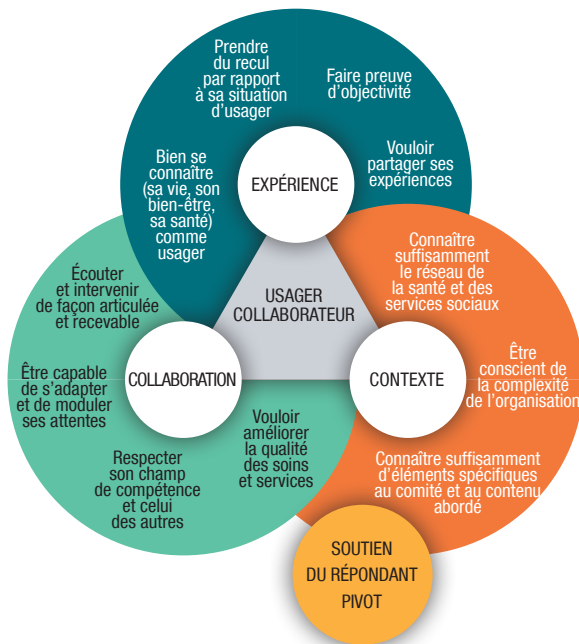 Prendre
du recul
par rapport
à sa situation
d'usager
Faire preuve
d'objectivité
Vouloir
partager ses
expériences
Bien se
connaître
(sa vie, son
bien-être,
sa santé)
comme
usager
EXPÉRIENCE
Connaître
suffisamment
le réseau de
la santé et des
services sociaux
Écouter
et intervenir
de façon articulée
et recevable
USAGER
COLLABORATEUR
Être
conscient de
la complexité
de l'organisation
Être capable
de s'adapter
et de moduler
ses attentes
COLLABORATION
CONTEXTE
Vouloir
améliorer
la qualité
des soins
et services
Respecter
son champ
de compétence
et celui
des autres
Connaître suffisamment
d'éléments spécifiques
au comité et au contenu
abordé
SOUTIEN
DU RÉPONDANT
PIVOT